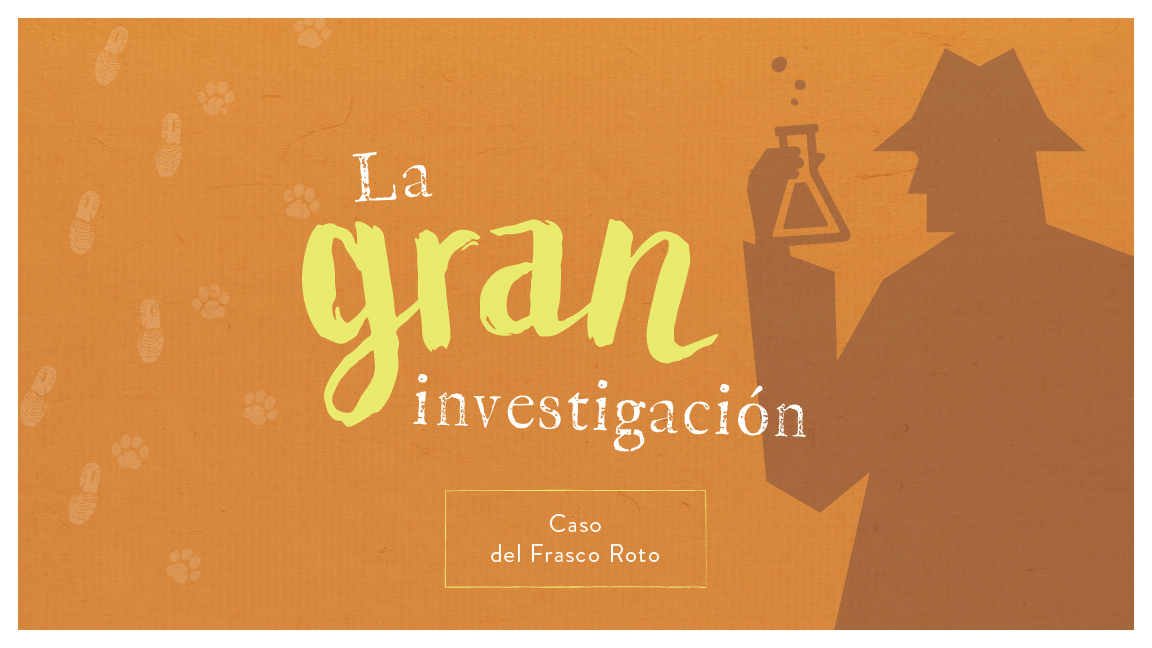 La
gran
investigación
Caso
del Frasco Roto